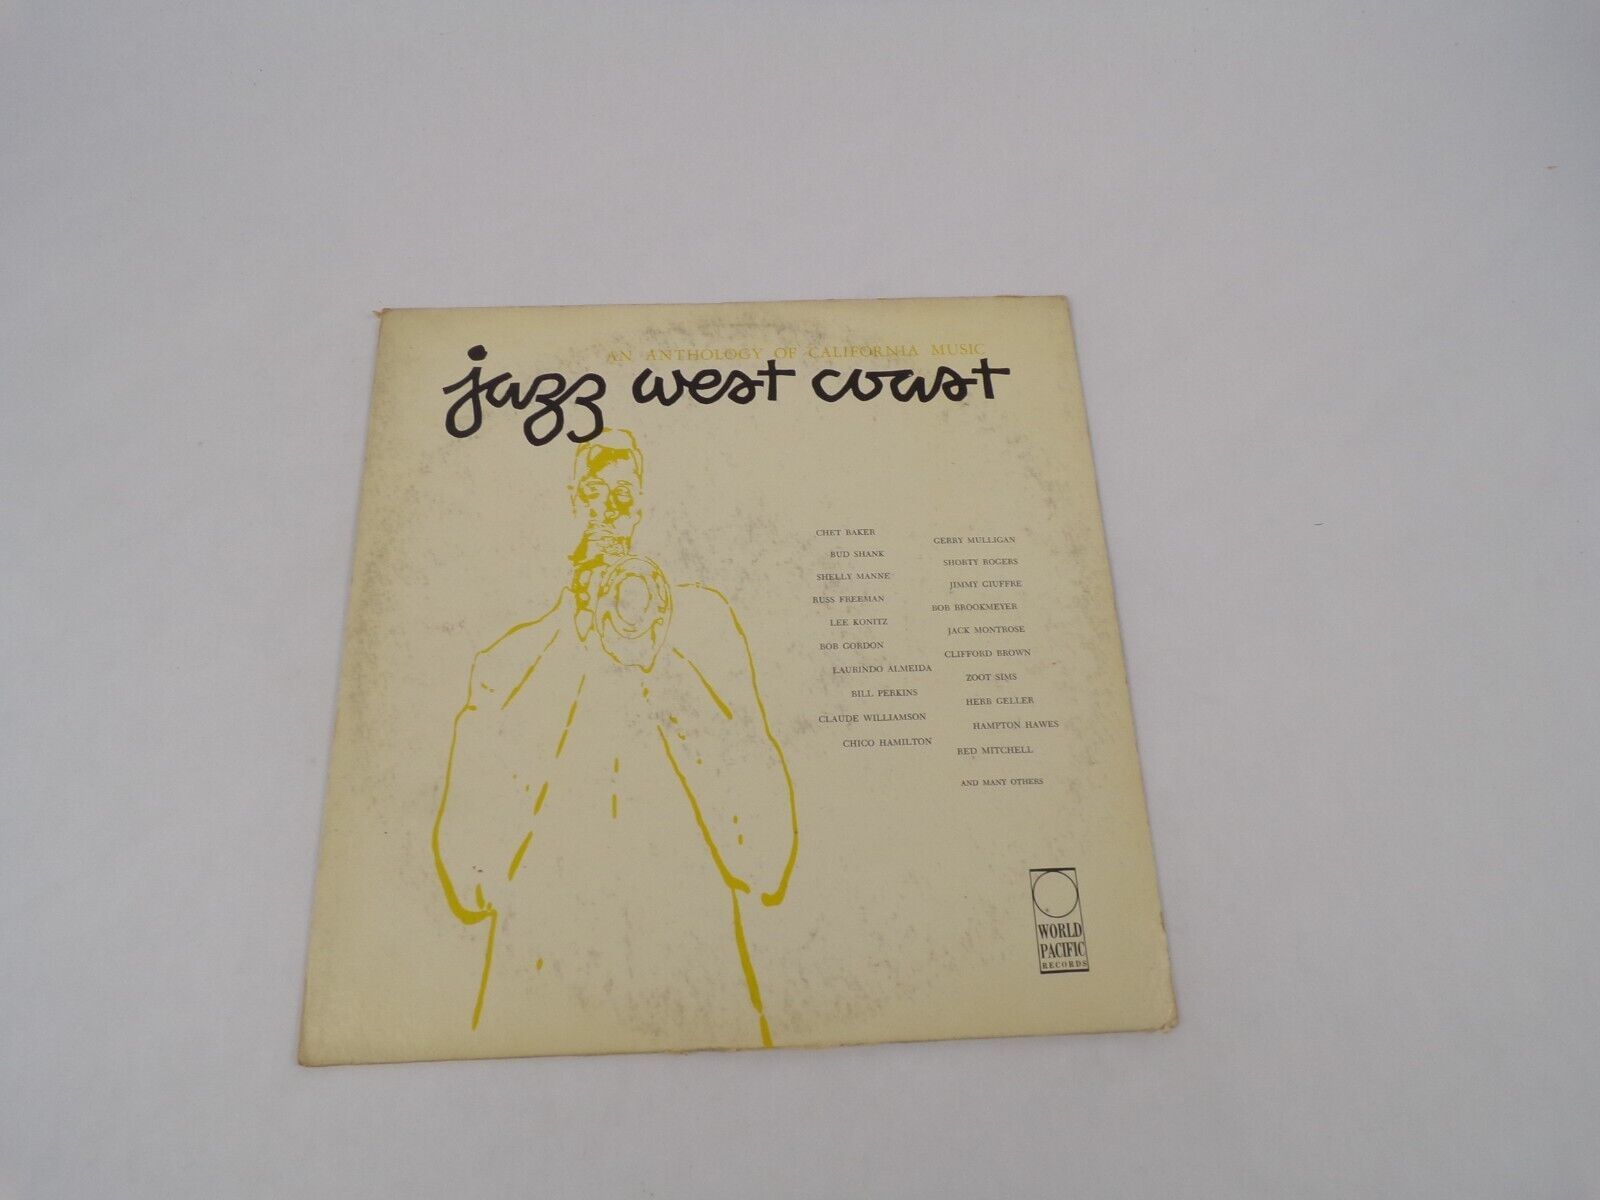 AN ANTHOLOGY OF CALIFORNIA MUSIC
jazz west coast
CHET BAKER
GERRY MULLIGAN
BUD SHANK
SHORTY ROGERS
SHELLY MANNE
JIMMY GIUFFRE
RUSS FREEMAN
BOB BROOKMEYER
LEE KONITZ
JACK MONTROSE
BOB GORDON
CLIFFORD BROWN
LAURINDO ALMEIDA
ZOOT SIMS
BILL PERKINS
HERB GELLER
CLAUDE WILLIAMSON
HAMPTON HAWES
CHICO HAMILTON
RED MITCHELL
AND MANY OTHERS
WORLD
PACIFIC
RECORDS